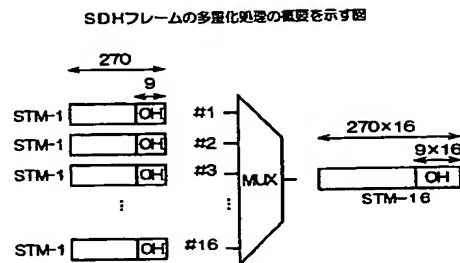 SDHフレームの多重化処理の概要を示す図
270
9
STM-1 OH #1
STM-1 OH #2
STM-1 OH #3
⋮ ⋮
STM-1 OH #16
MUX
270×16
9×16
OH
STM-16